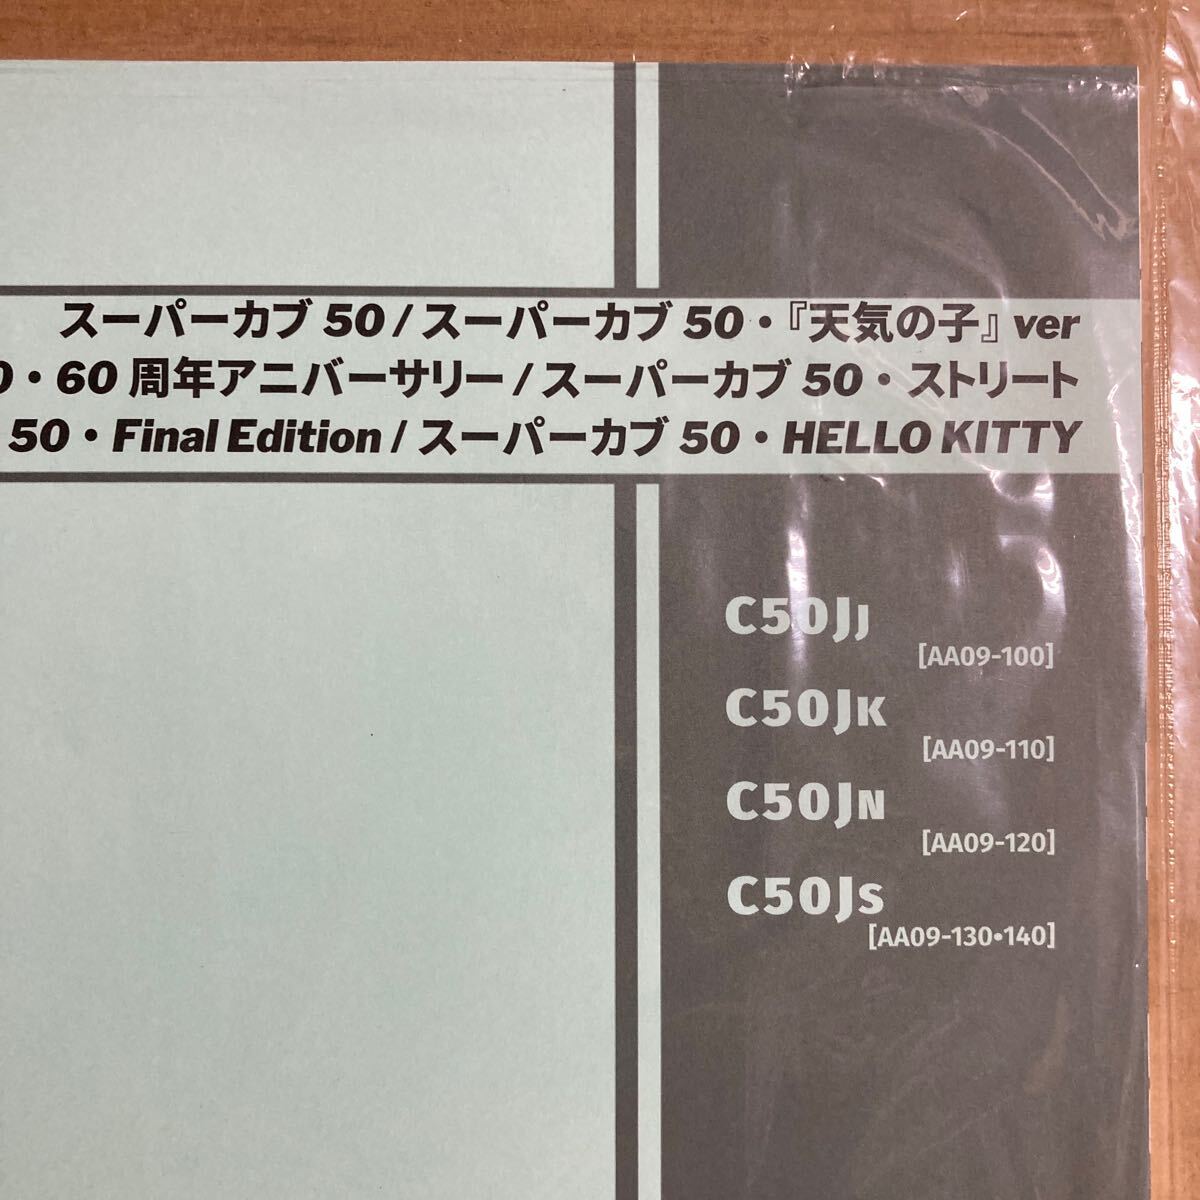 スーパーカブ 50 / スーパーカブ 50・『天気の子』ver
0・60 周年アニバーサリー / スーパーカブ 50・ストリート
50・Final Edition / スーパーカブ 50・HELLO KITTY
C50JJ
[AA09-100]
C50JK
[AA09-110]
C50JN
[AA09-120]
C50JS
[AA09-130•140]